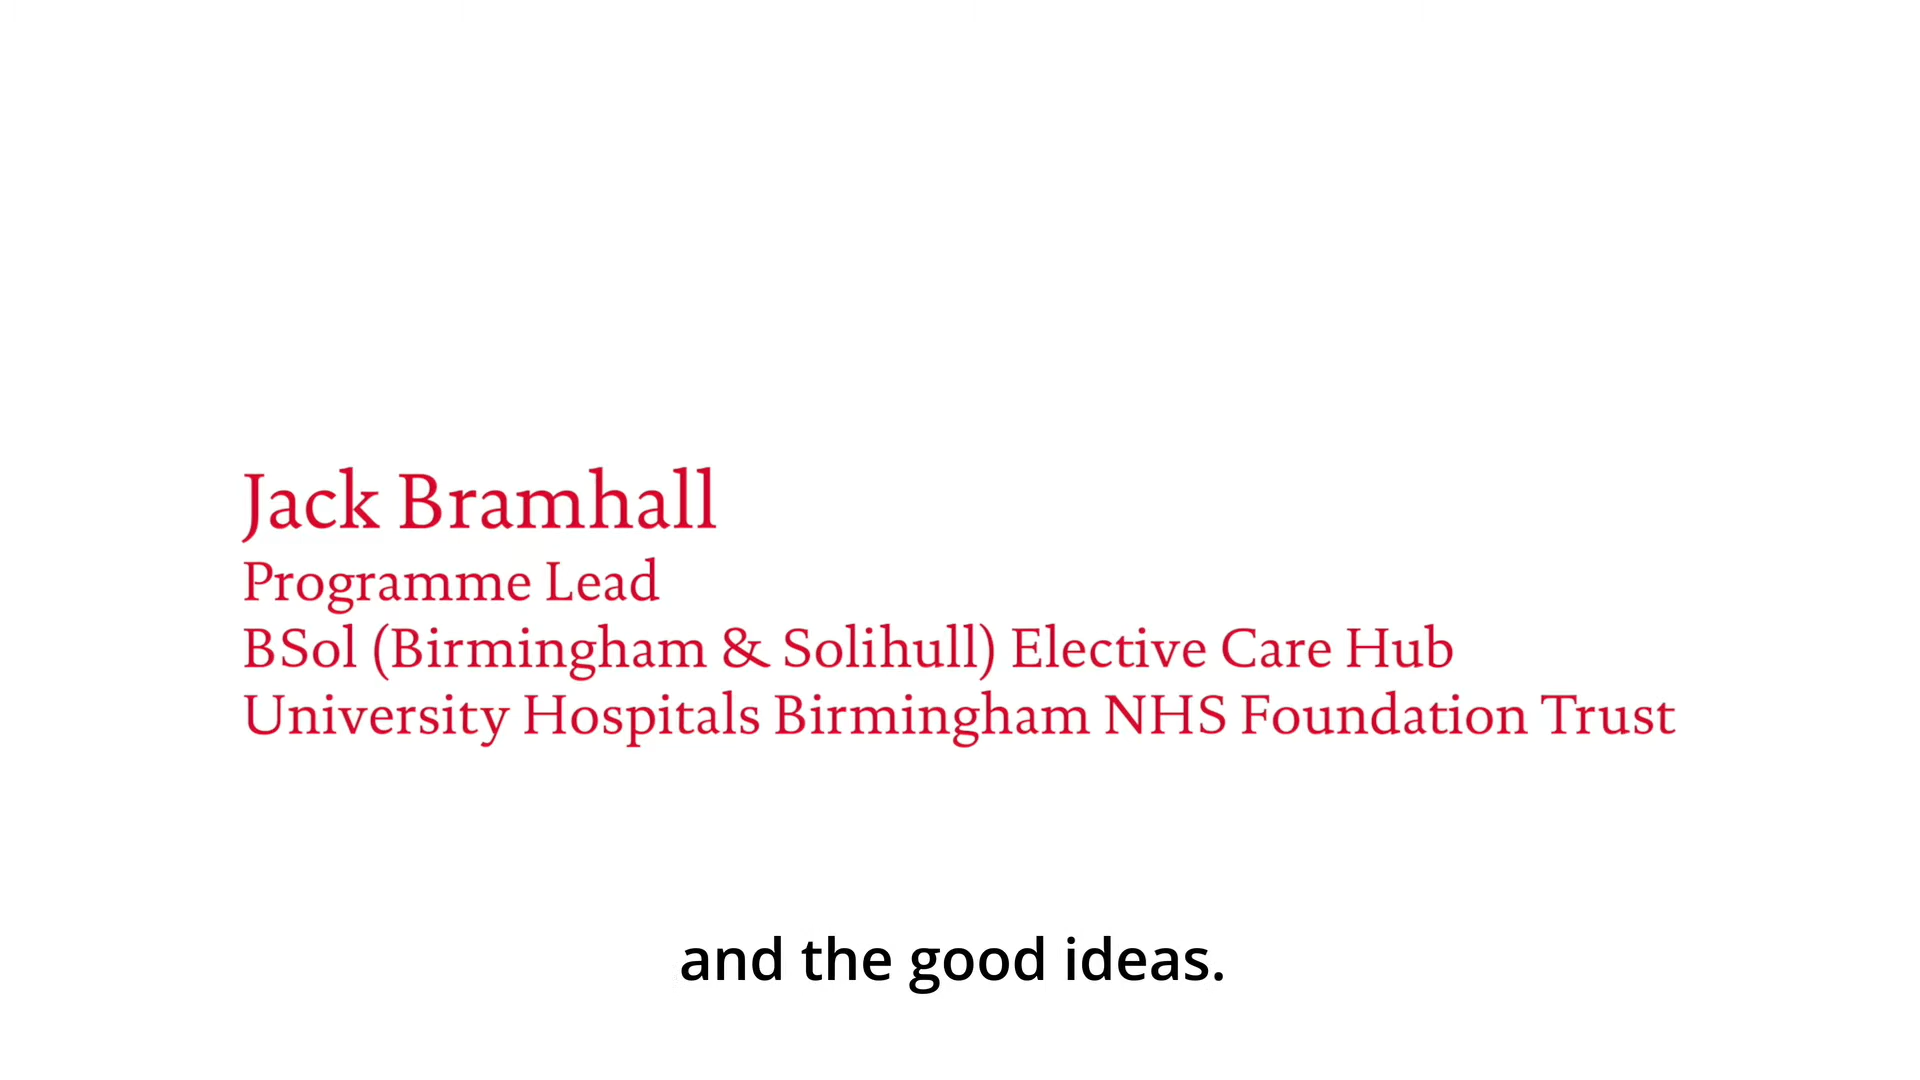 Jack Bramhall
Programme Lead
BSol (Birmingham & Solihull) Elective Care Hub
University Hospitals Birmingham NHS Foundation Trust
and the good ideas.